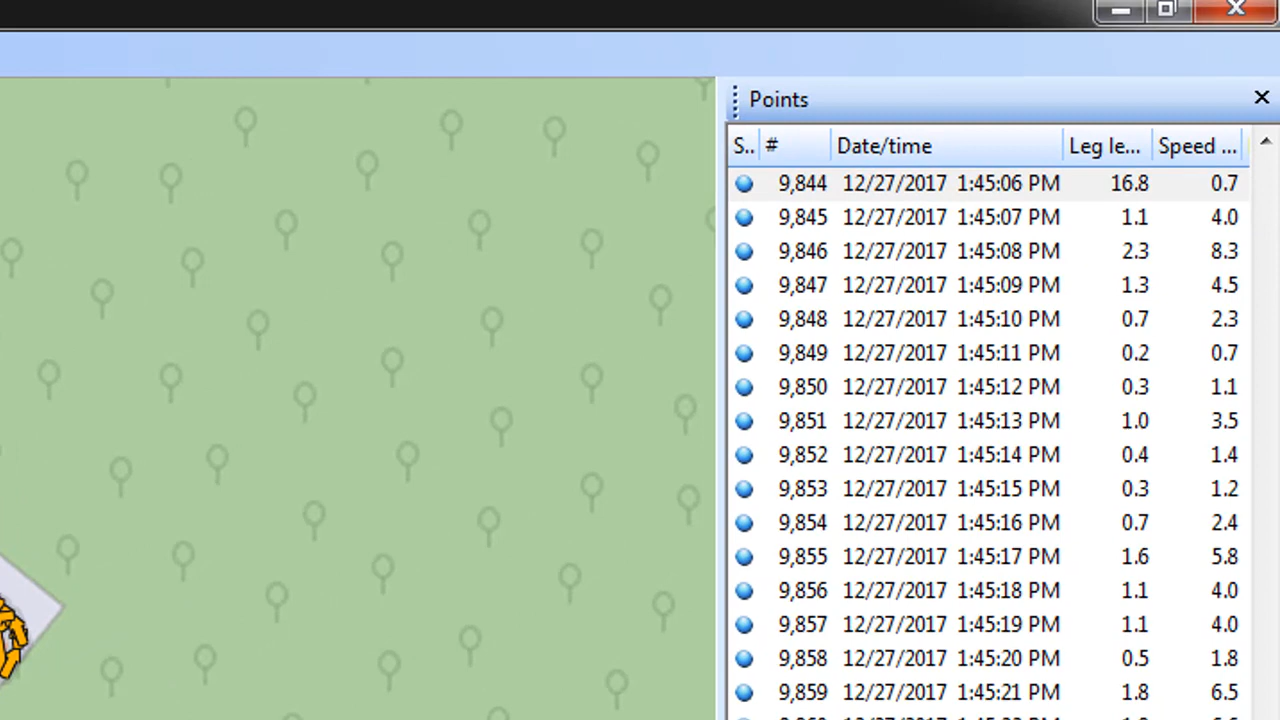 Points
S.. # Date/time Leg le... Speed ...
9,844 12/27/2017 1:45:06 PM 16.8 0.7
9,845 12/27/2017 1:45:07 PM 1.1 4.0
9,846 12/27/2017 1:45:08 PM 2.3 8.3
9,847 12/27/2017 1:45:09 PM 1.3 4.5
9,848 12/27/2017 1:45:10 PM 0.7 2.3
9,849 12/27/2017 1:45:11 PM 0.2 0.7
9,850 12/27/2017 1:45:12 PM 0.3 1.1
9,851 12/27/2017 1:45:13 PM 1.0 3.5
9,852 12/27/2017 1:45:14 PM 0.4 1.4
9,853 12/27/2017 1:45:15 PM 0.3 1.2
9,854 12/27/2017 1:45:16 PM 0.7 2.4
9,855 12/27/2017 1:45:17 PM 1.6 5.8
9,856 12/27/2017 1:45:18 PM 1.1 4.0
9,857 12/27/2017 1:45:19 PM 1.1 4.0
9,858 12/27/2017 1:45:20 PM 0.5 1.8
9,859 12/27/2017 1:45:21 PM 1.8 6.5